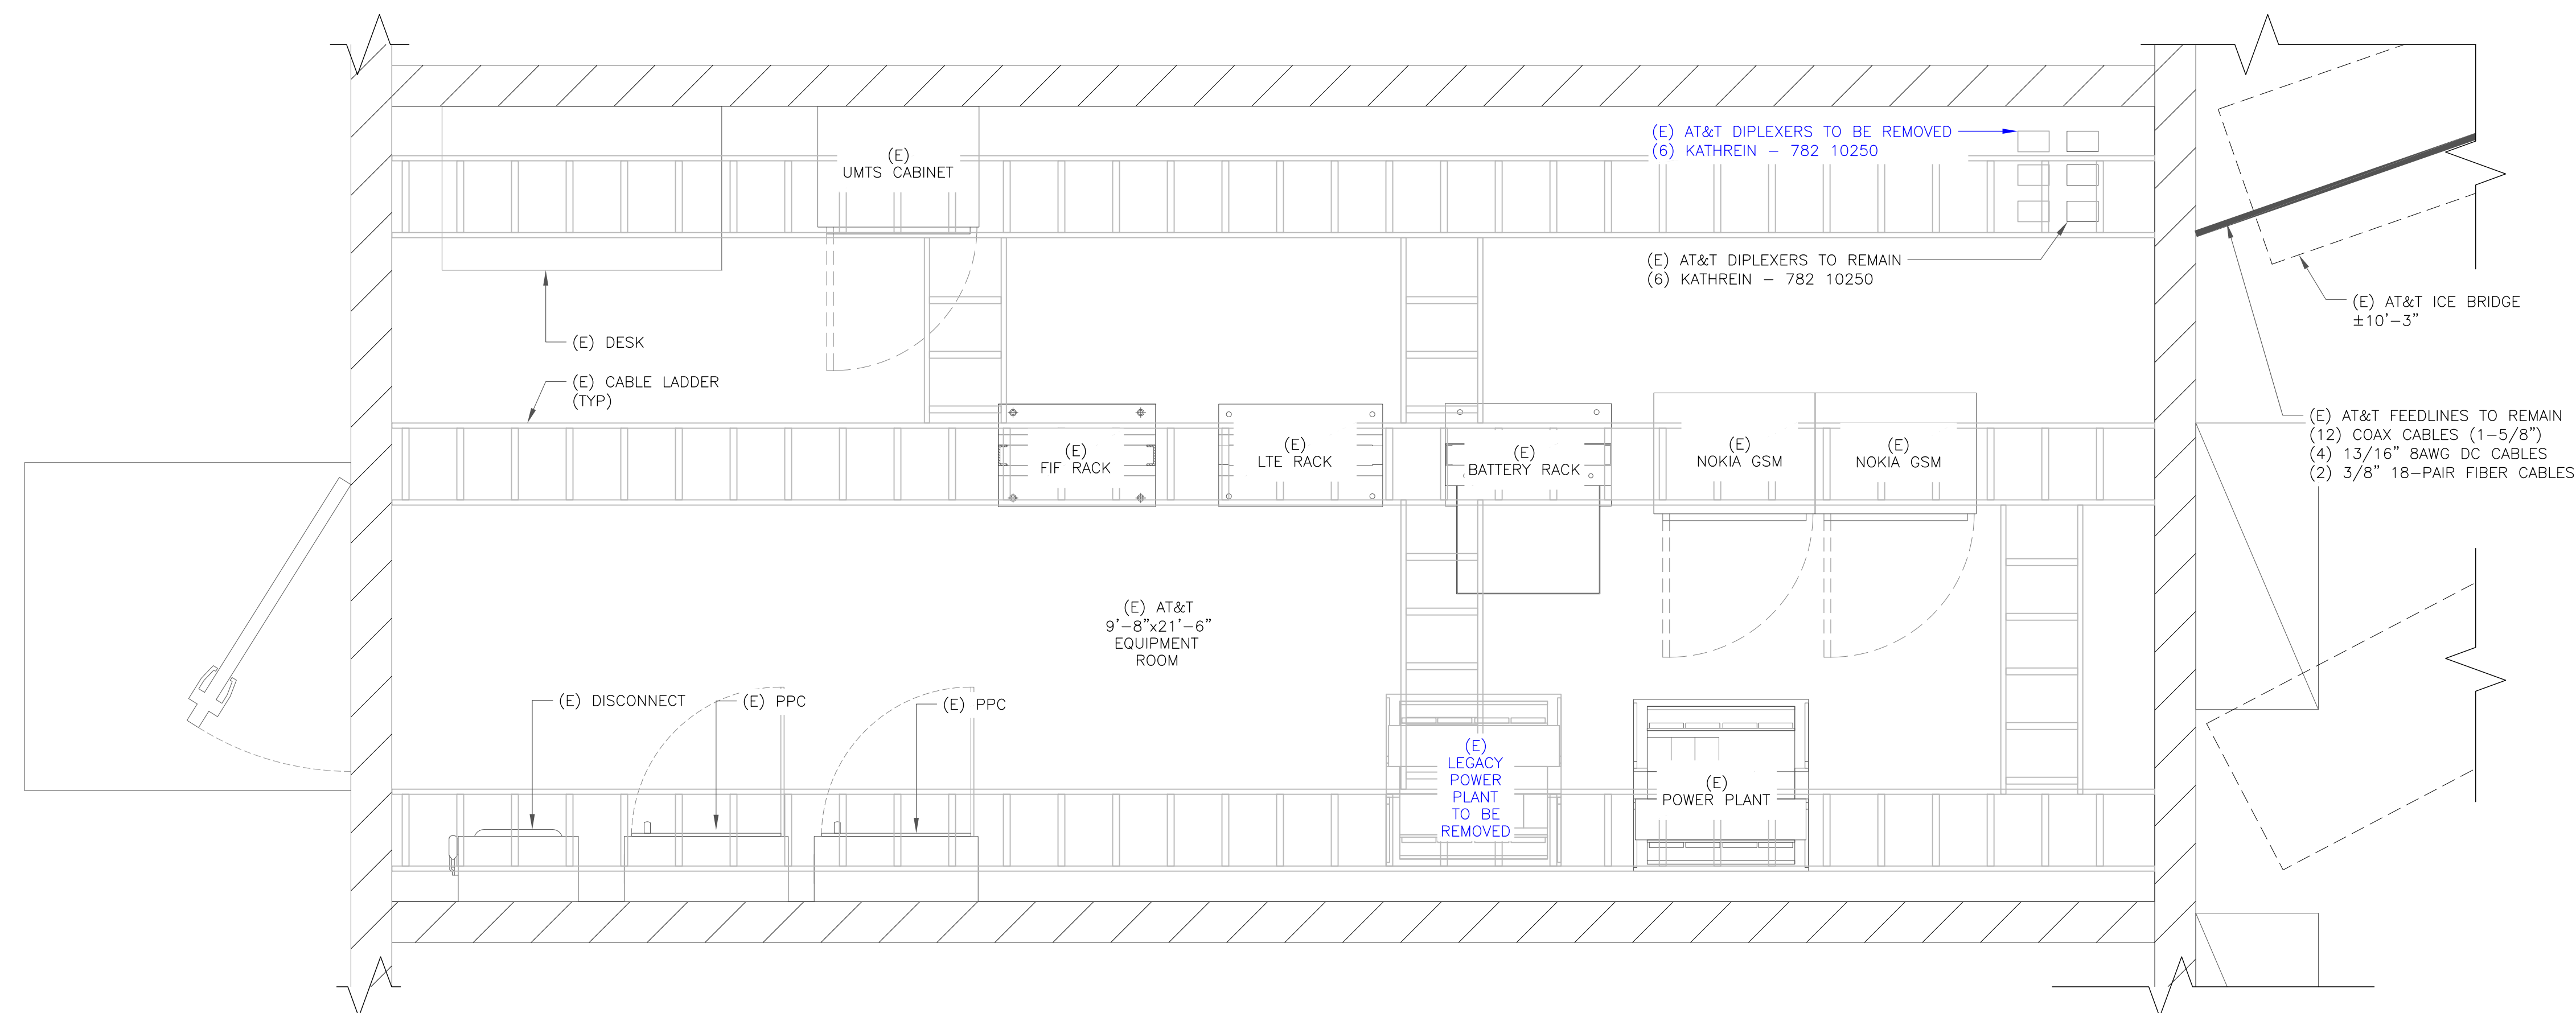 (E) AT&T DIPLEXERS TO BE REMOVED
(6) KATHREIN - 782 10250
(E)
UMTS CABINET
(E) AT&T DIPLEXERS TO REMAIN
(6) KATHREIN - 782 10250
(E) AT&T ICE BRIDGE
±10'-3"
(E) DESK
(E) CABLE LADDER
(TYP)
(E)
FIF RACK
(E)
LTE RACK
(E)
BATTERY RACK
(E)
NOKIA GSM
(E)
NOKIA GSM
(E) AT&T FEEDLINES TO REMAIN
(12) COAX CABLES (1-5/8")
(4) 13/16" 8AWG DC CABLES
(2) 3/8" 18-PAIR FIBER CABLES
(E) AT&T
9'-8"x21'-6"
EQUIPMENT
ROOM
(E) DISCONNECT
(E) PPC
(E) PPC
(E)
LEGACY
POWER
PLANT
TO BE
REMOVED
(E)
POWER PLANT